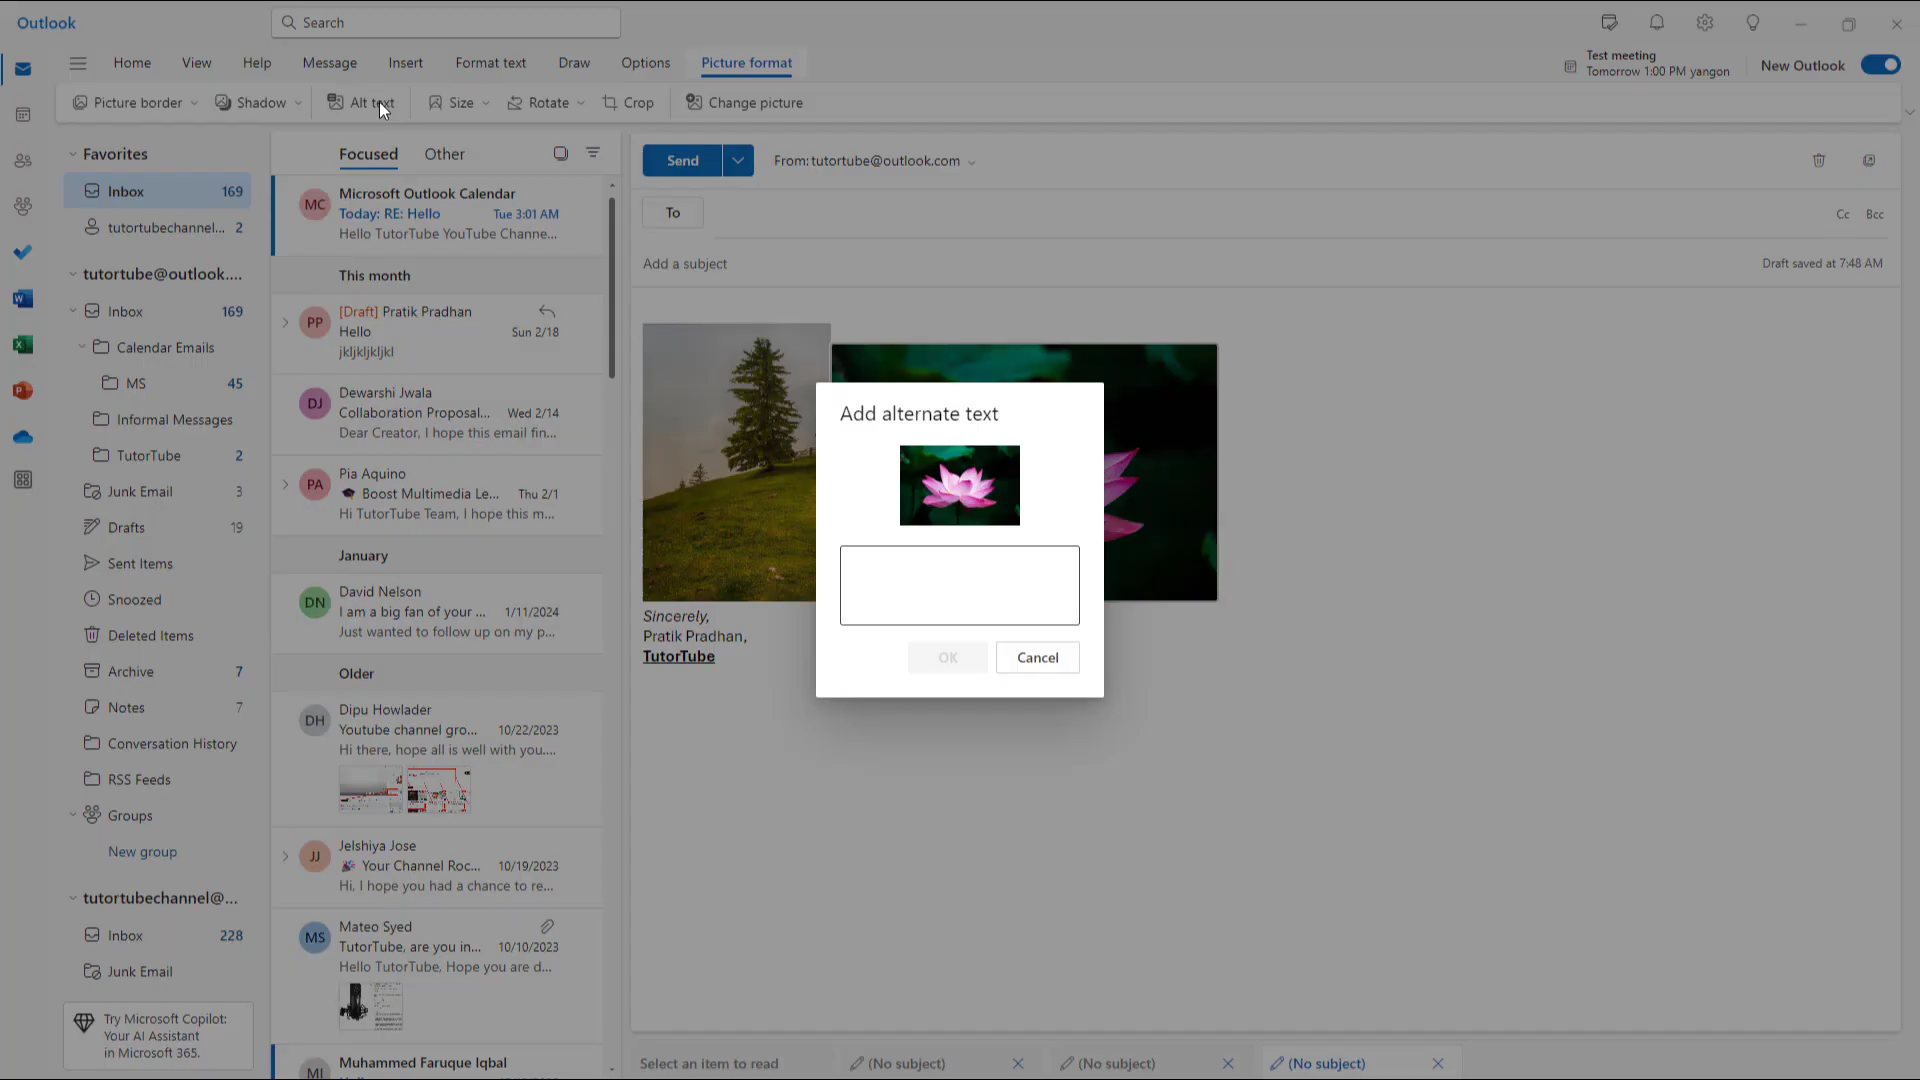 Outlook
Search
Home
View
Help
Message
Insert
Format text
Draw
Options
Picture format
Test meeting
Tomorrow 1:00 PM yangon
New Outlook
Picture border
Shadow
Alt text
Size
Rotate
Crop
Change picture
Favorites
Inbox 169
tutortubechannel... 2
tutortube@outlook....
Inbox 169
Calendar Emails
MS 45
Informal Messages
TutorTube 2
Junk Email 3
Drafts 19
Sent Items
Snoozed
Deleted Items
Archive 7
Notes 7
Conversation History
RSS Feeds
Groups
New group
tutortubechannel@...
Inbox 228
Junk Email
Try Microsoft Copilot:
Your AI Assistant
in Microsoft 365.
Focused
Other
MC
Microsoft Outlook Calendar
Today: RE: Hello Tue 3:01 AM
Hello TutorTube YouTube Channe...
This month
PP
[Draft] Pratik Pradhan
Hello Sun 2/18
jkljkljkljkl
DJ
Dewarshi Jwala
Collaboration Proposal... Wed 2/14
Dear Creator, I hope this email fin...
PA
Pia Aquino
Boost Multimedia Le... Thu 2/1
Hi TutorTube Team, I hope this m...
January
DN
David Nelson
I am a big fan of your ... 1/11/2024
Just wanted to follow up on my p...
Older
DH
Dipu Howlader
Youtube channel gro... 10/22/2023
Hi there, hope all is well with you....
JJ
Jelshiya Jose
Your Channel Roc... 10/19/2023
Hi, I hope you had a chance to re...
MS
Mateo Syed
TutorTube, are you in... 10/10/2023
Hello TutorTube, Hope you are d...
MI
Muhammed Faruque Iqbal
Send
From: tutortube@outlook.com
To
Cc
Bcc
Add a subject
Draft saved at 7:48 AM
Sincerely,
Pratik Pradhan,
TutorTube
Add alternate text
OK
Cancel
Select an item to read
(No subject)
(No subject)
(No subject)